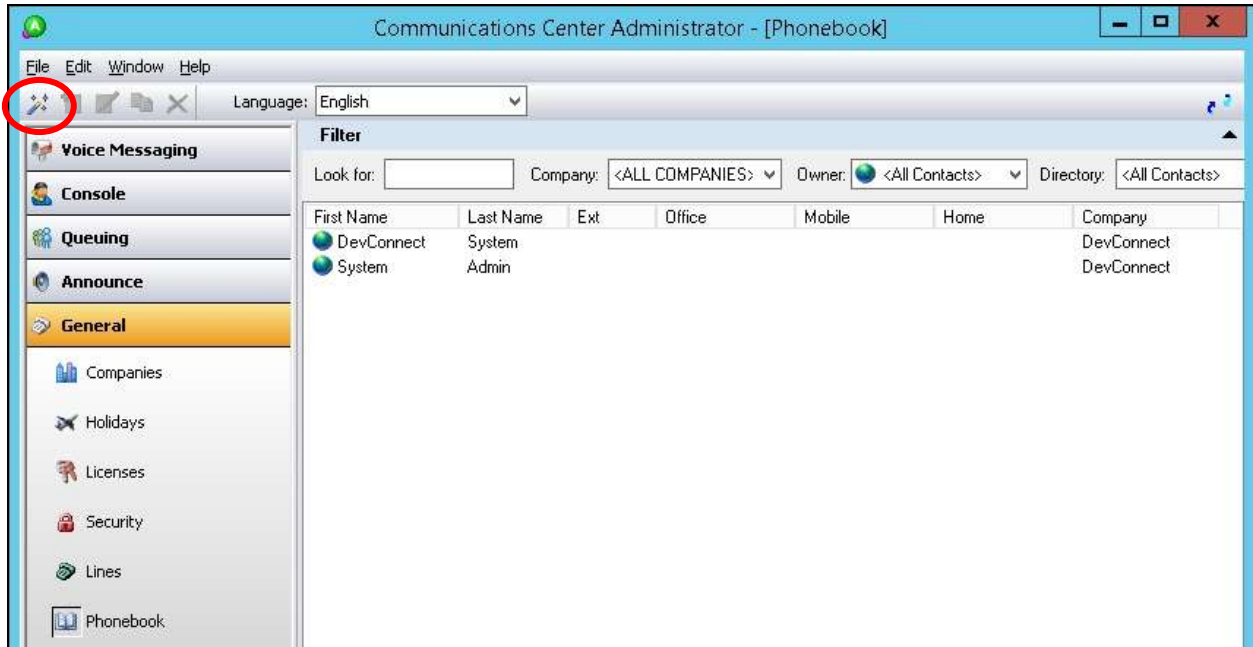 Communications Center Administrator - [Phonebook]
File Edit Window Help
Language: English
Voice Messaging
Console
Queuing
Announce
General
Companies
Holidays
Licenses
Security
Lines
Phonebook
Filter
Look for: Company: <ALL COMPANIES> Owner: <All Contacts> Directory: <All Contacts>
First Name Last Name Ext Office Mobile Home Company
DevConnect System DevConnect
System Admin DevConnect